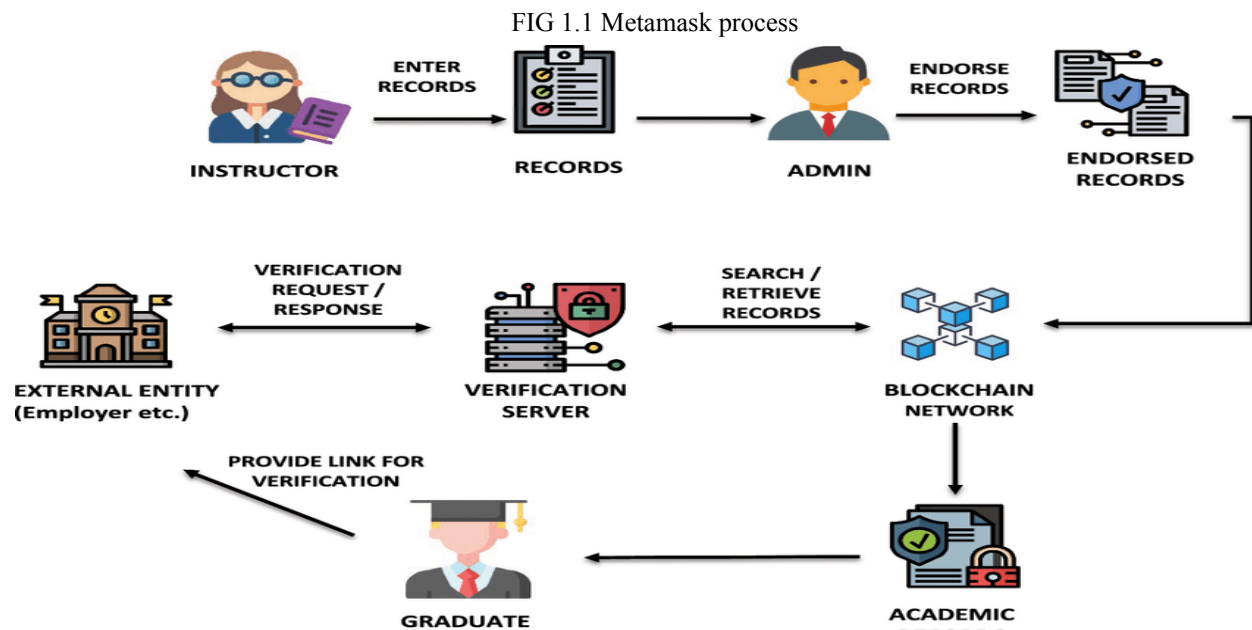 FIG 1.1 Metamask process
ENTER
RECORDS
ENDORSE
RECORDS
INSTRUCTOR
RECORDS
ADMIN
ENDORSED
RECORDS
VERIFICATION
REQUEST /
RESPONSE
SEARCH /
RETRIEVE
RECORDS
EXTERNAL ENTITY
(Employer etc.)
VERIFICATION
SERVER
BLOCKCHAIN
NETWORK
PROVIDE LINK FOR
VERIFICATION
GRADUATE
ACADEMIC